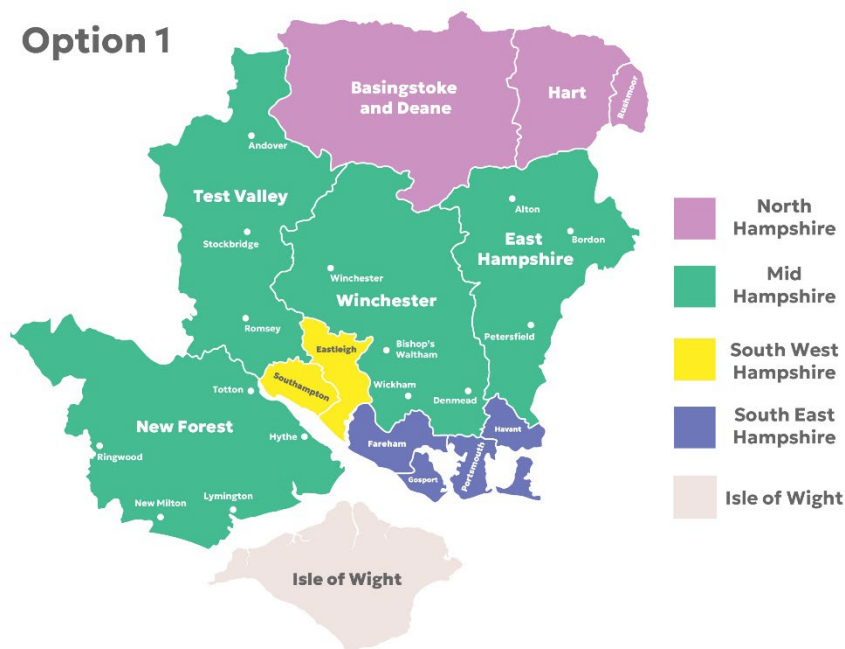 Option 1
Basingstoke
and Deane
Hart
Rushmoor
Andover
Test Valley
Stockbridge
Romsey
Alton
Bordon
East
Hampshire
Petersfield
Winchester
Winchester
Bishop's
Waltham
Wickham
Denmead
Eastleigh
Southampton
Totton
New Forest
Hythe
Ringwood
New Milton
Lymington
Fareham
Gosport
Portsmouth
Havant
Isle of Wight
North
Hampshire
Mid
Hampshire
South West
Hampshire
South East
Hampshire
Isle of Wight